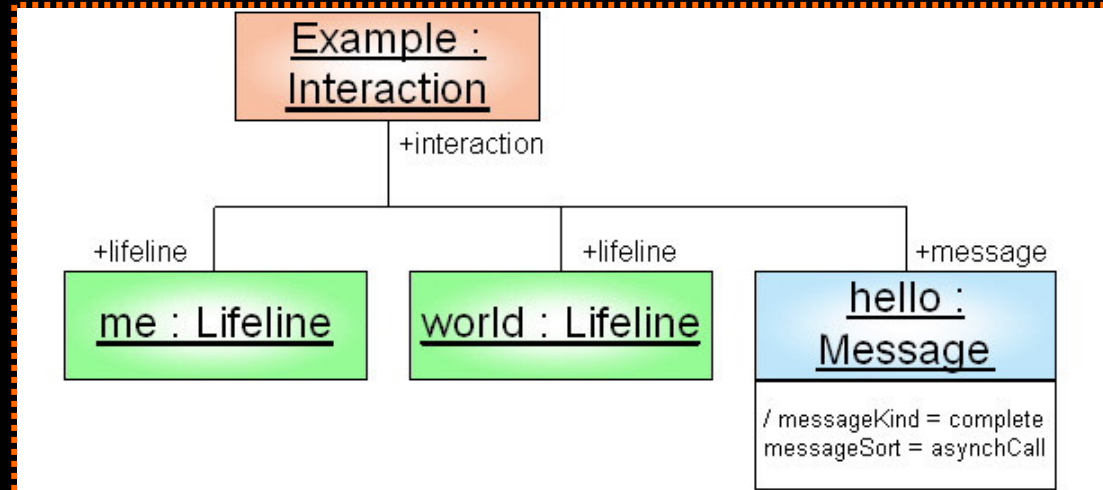 Example :
Interaction
+interaction
+lifeline
+lifeline
+message
me : Lifeline
world : Lifeline
hello :
Message
/ messageKind = complete
messageSort = asynchCall